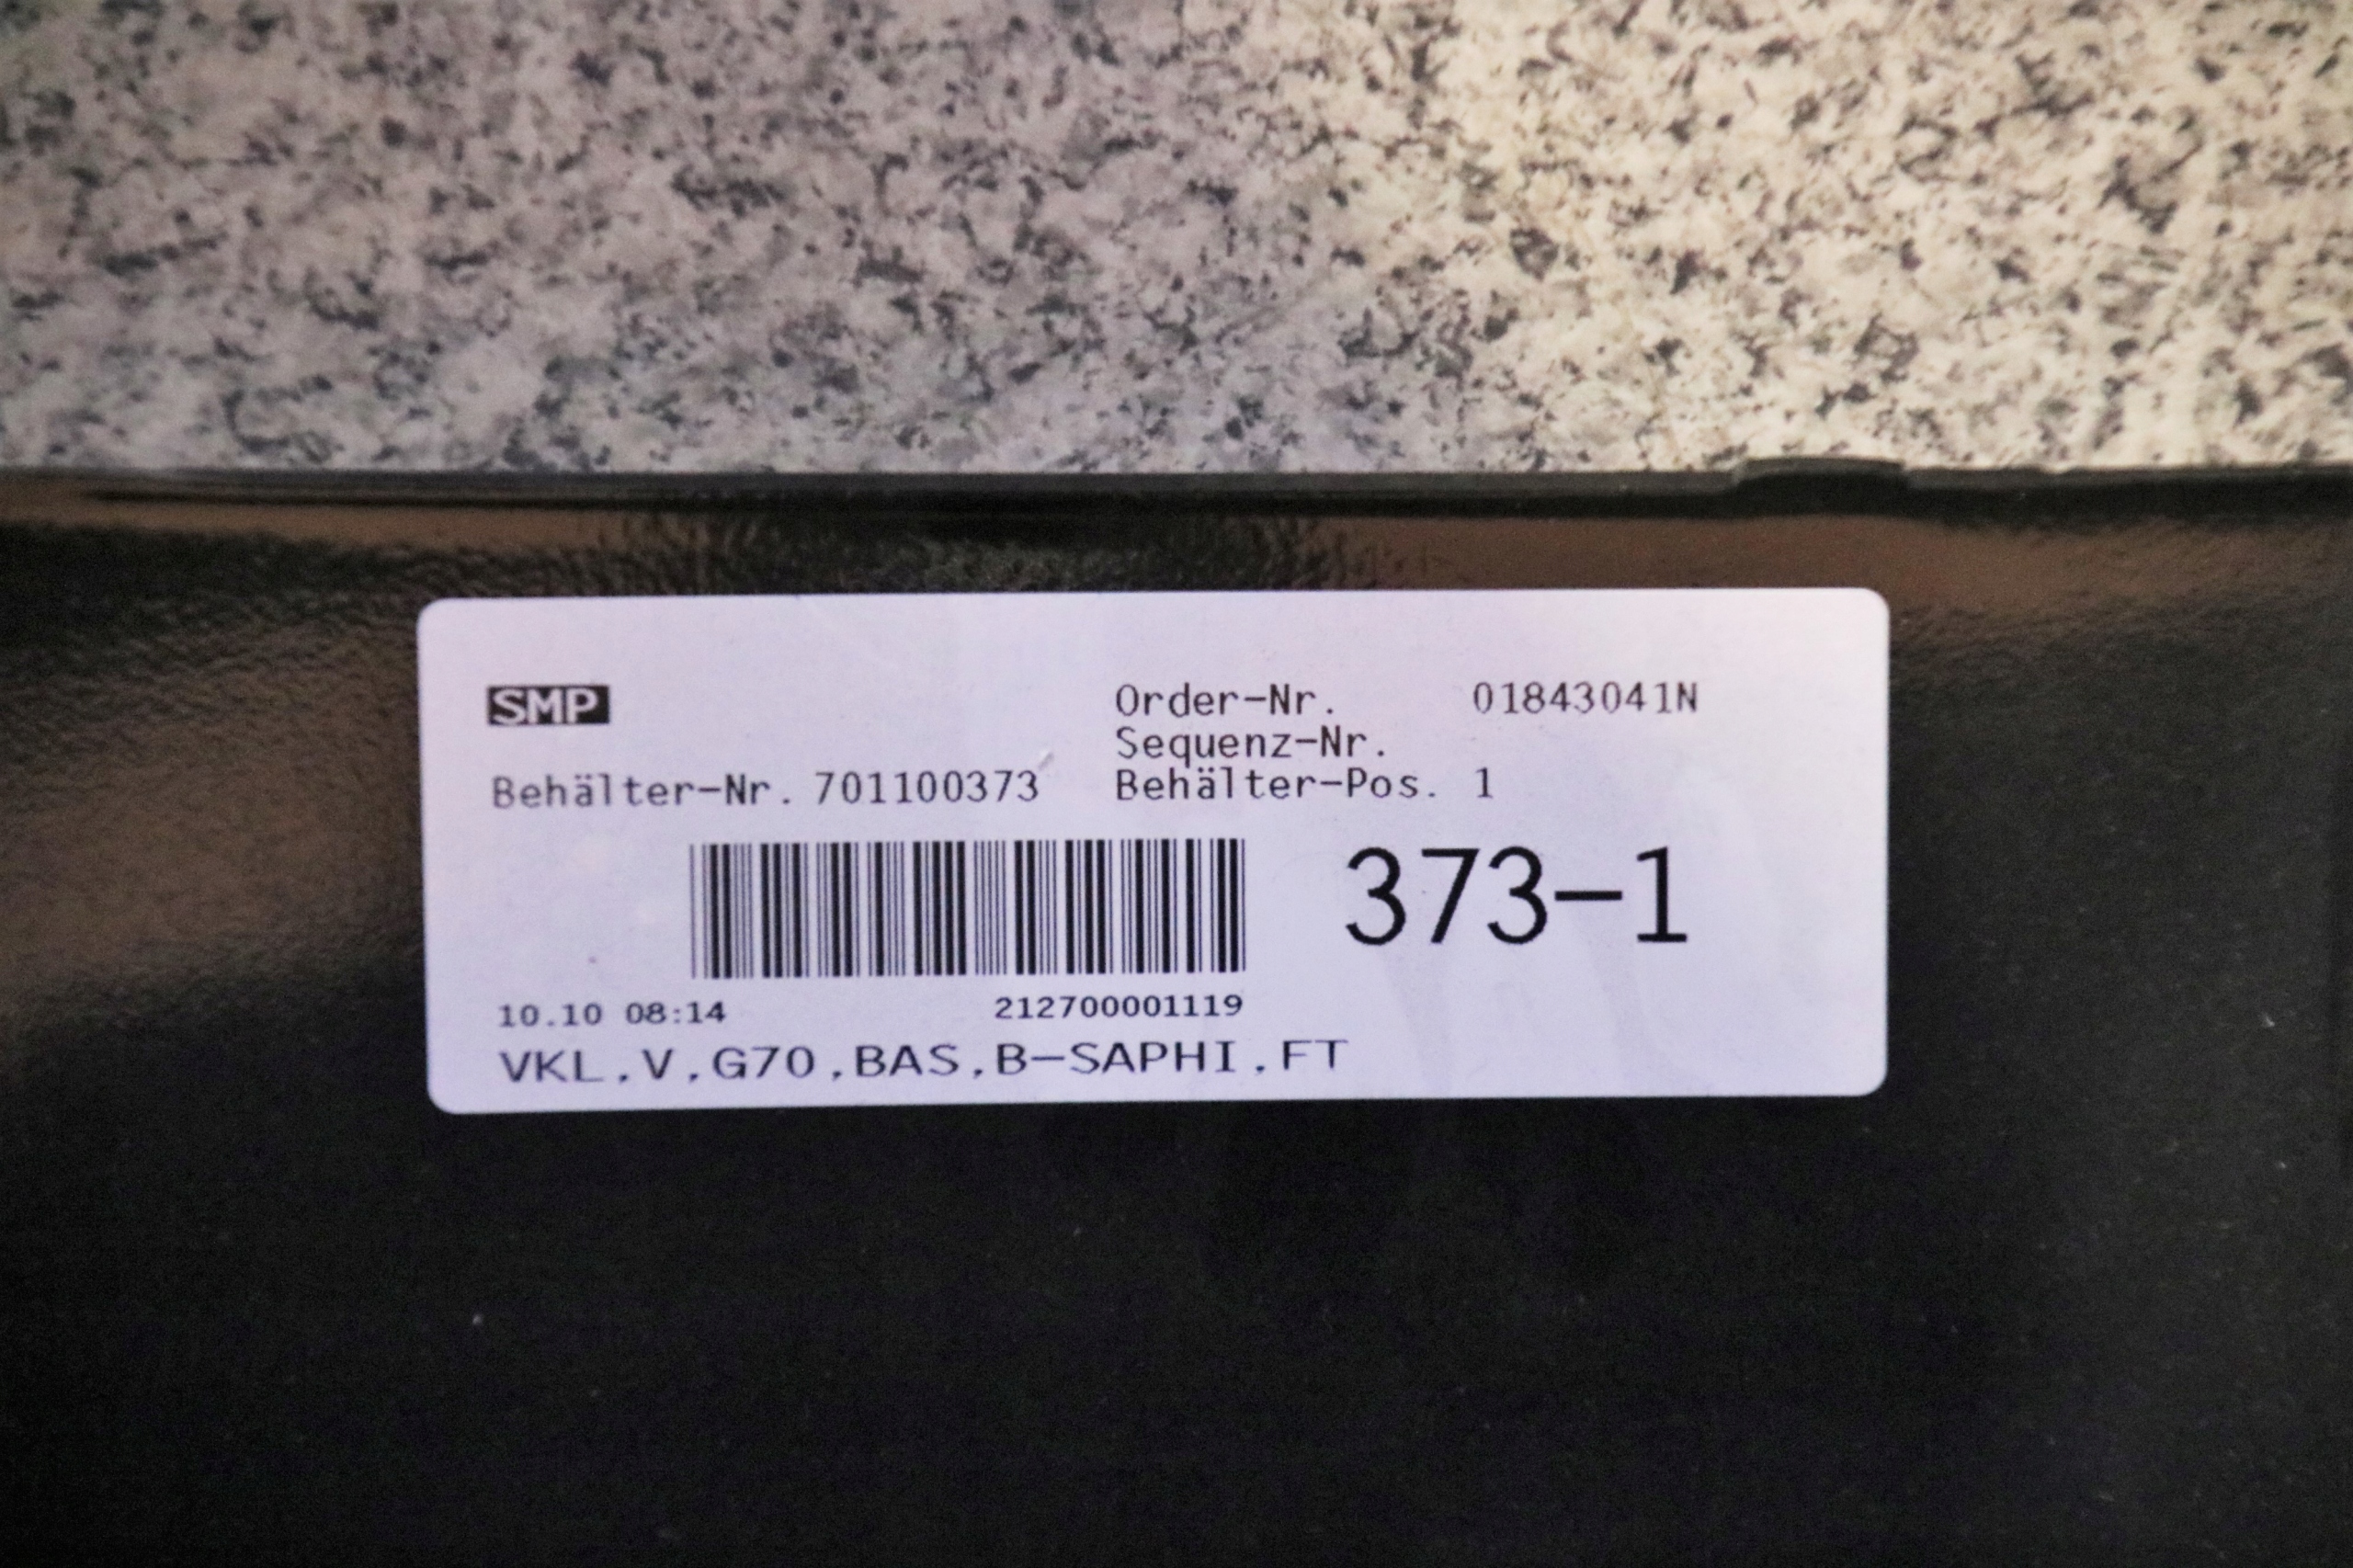 SMP
Order-Nr. 01843041N
Sequenz-Nr.
Behälter-Nr. 701100373 Behälter-Pos. 1
373-1
10.10 08:14 212700001119
VKL,V,G70,BAS,B-SAPHI,FT